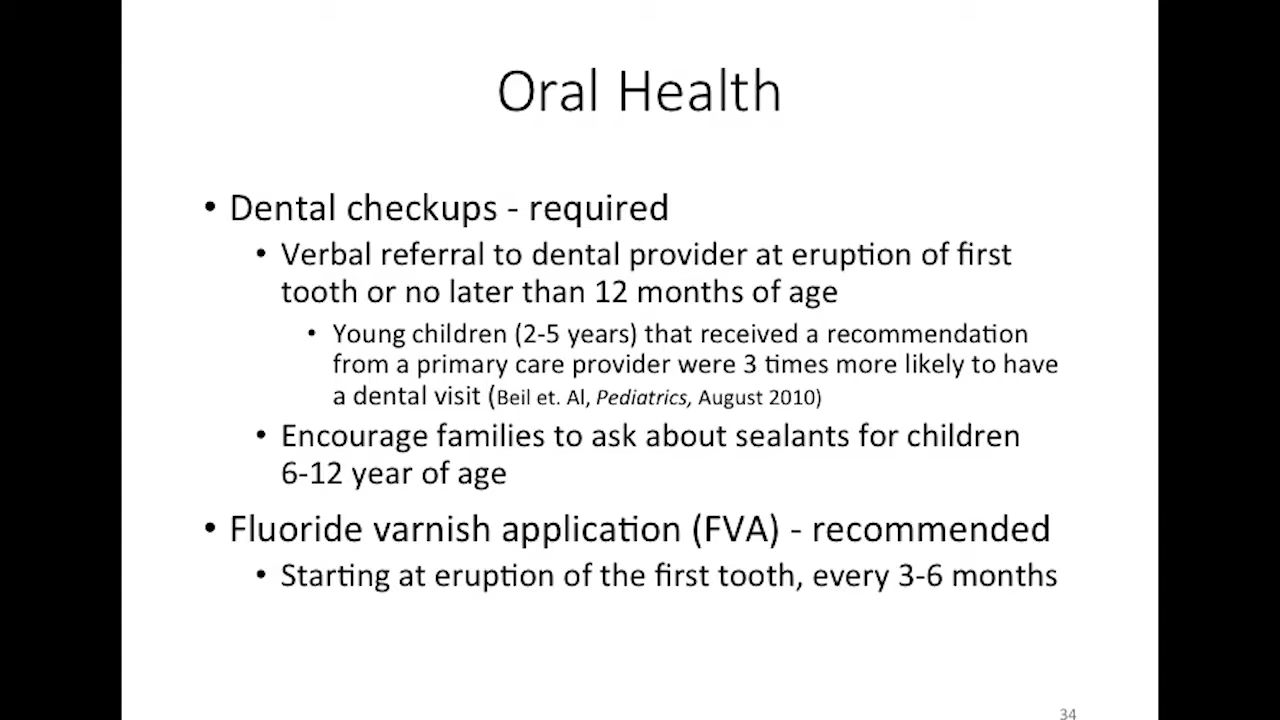 Oral Health
• Dental checkups - required
• Verbal referral to dental provider at eruption of first
tooth or no later than 12 months of age
• Young children (2-5 years) that received a recommendation
from a primary care provider were 3 times more likely to have
a dental visit (Beil et. Al, Pediatrics, August 2010)
• Encourage families to ask about sealants for children
6-12 year of age
• Fluoride varnish application (FVA) - recommended
• Starting at eruption of the first tooth, every 3-6 months
34